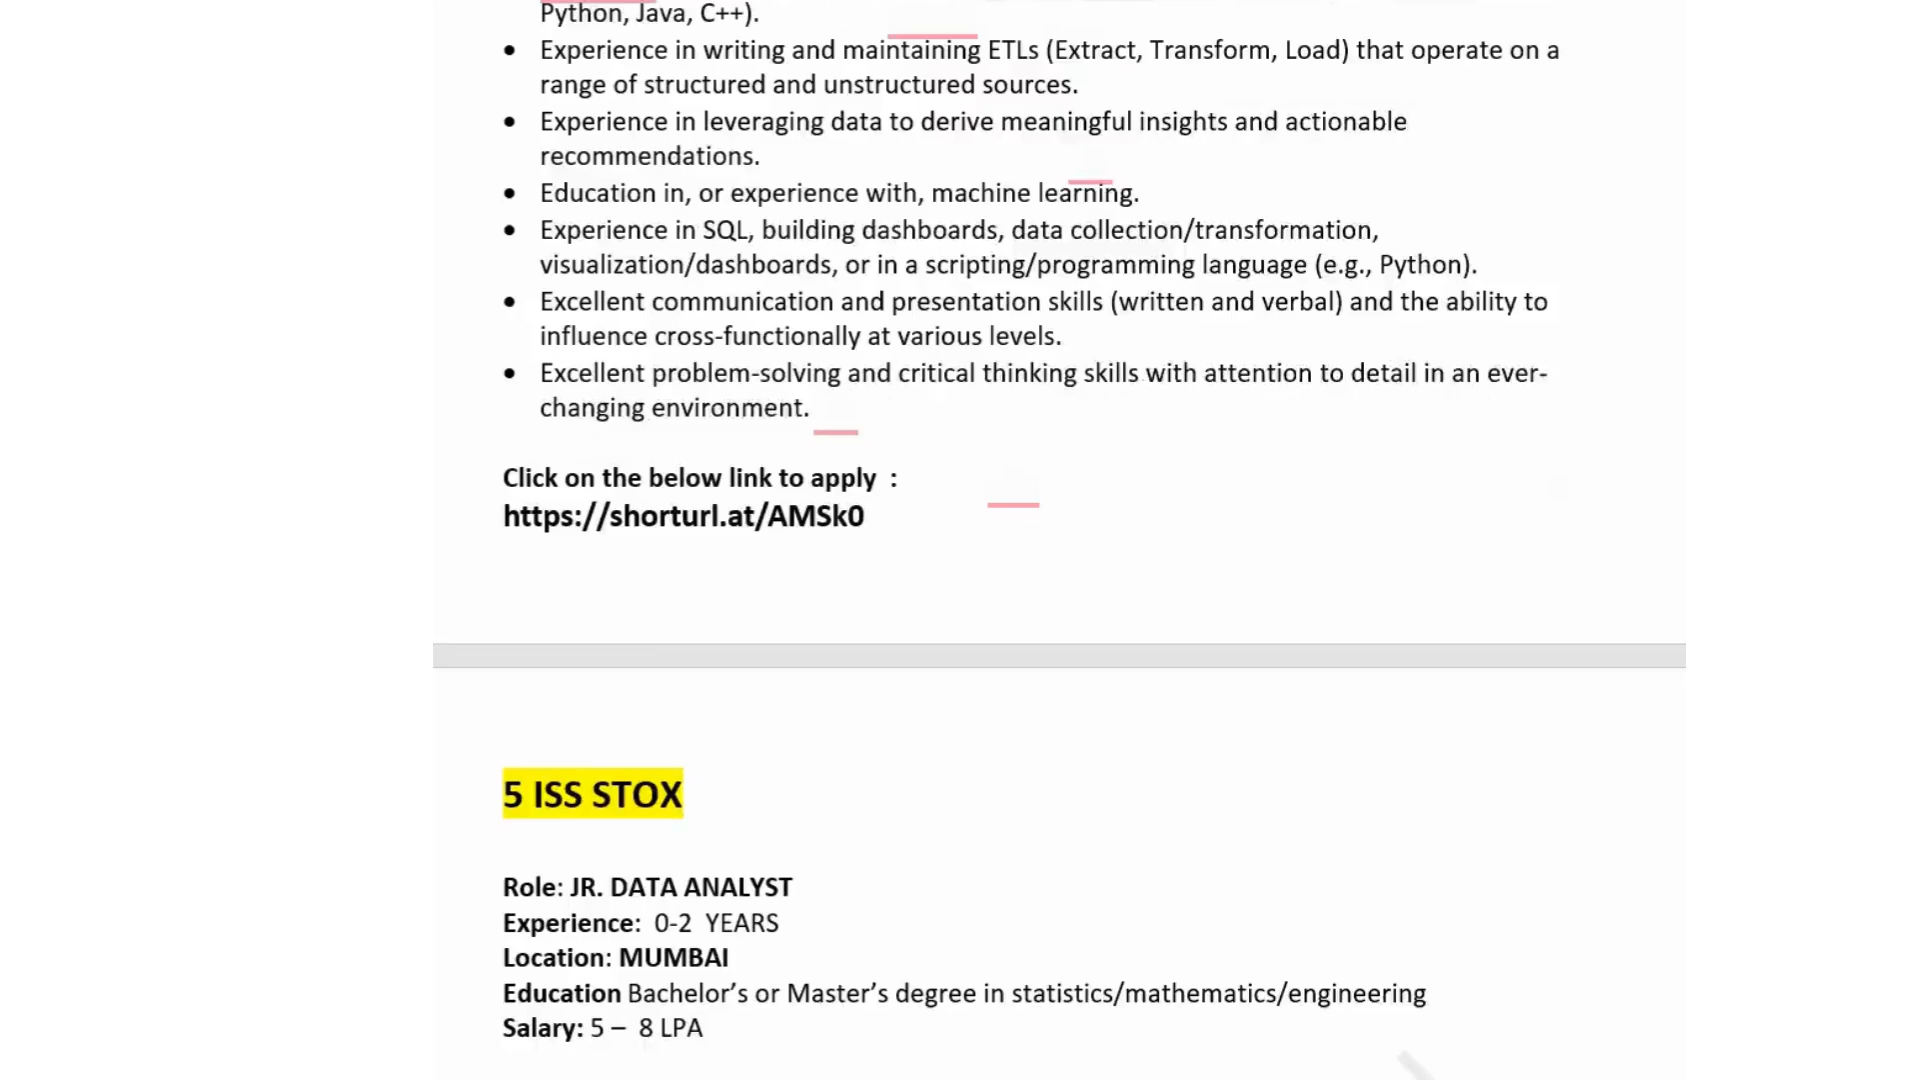 Python, Java, C++).
• Experience in writing and maintaining ETLs (Extract, Transform, Load) that operate on a
range of structured and unstructured sources.
• Experience in leveraging data to derive meaningful insights and actionable
recommendations.
• Education in, or experience with, machine learning.
• Experience in SQL, building dashboards, data collection/transformation,
visualization/dashboards, or in a scripting/programming language (e.g., Python).
• Excellent communication and presentation skills (written and verbal) and the ability to
influence cross-functionally at various levels.
• Excellent problem-solving and critical thinking skills with attention to detail in an ever-
changing environment.
Click on the below link to apply :
https://shorturl.at/AMSk0
5 ISS STOX
Role: JR. DATA ANALYST
Experience: 0-2 YEARS
Location: MUMBAI
Education Bachelor’s or Master’s degree in statistics/mathematics/engineering
Salary: 5 – 8 LPA